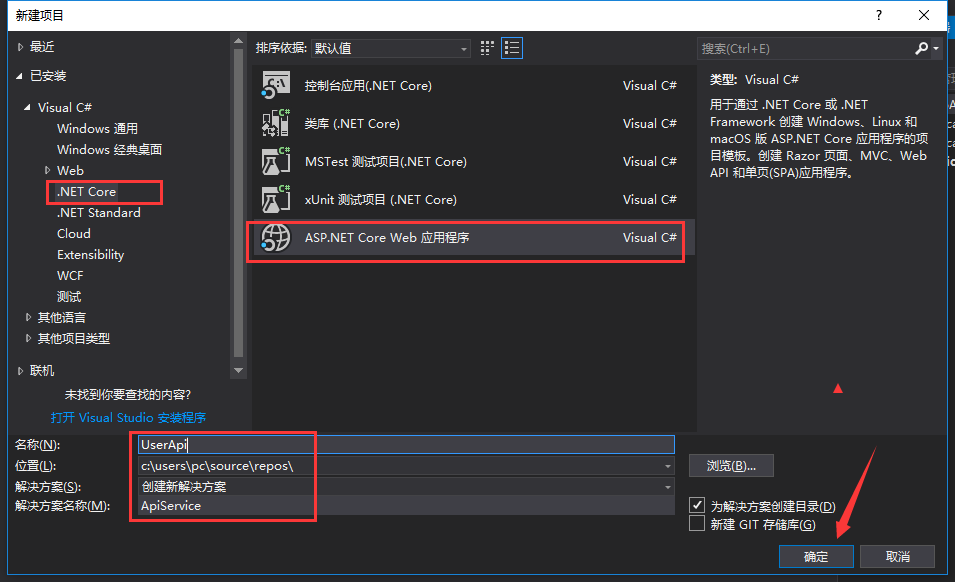 新建项目
?
最近
已安装
Visual C#
Windows 通用
Windows 经典桌面
Web
.NET Core
.NET Standard
Cloud
Extensibility
WCF
测试
其他语言
其他项目类型
联机
未找到你要查找的内容?
打开 Visual Studio 安装程序
排序依据: 默认值
控制台应用(.NET Core) Visual C#
类库 (.NET Core) Visual C#
MSTest 测试项目(.NET Core) Visual C#
xUnit 测试项目 (.NET Core) Visual C#
ASP.NET Core Web 应用程序 Visual C#
搜索(Ctrl+E)
类型: Visual C#
用于通过 .NET Core 或 .NET
Framework 创建 Windows、Linux 和
macOS 版 ASP.NET Core 应用程序的项
目模板。创建 Razor 页面、MVC、Web
API 和单页(SPA)应用程序。
名称(N): UserApi
位置(L): c:\users\pc\source\repos\ 浏览(B)...
解决方案(S): 创建新解决方案
解决方案名称(M): ApiService
为解决方案创建目录(D)
新建 GIT 存储库(G)
确定 取消